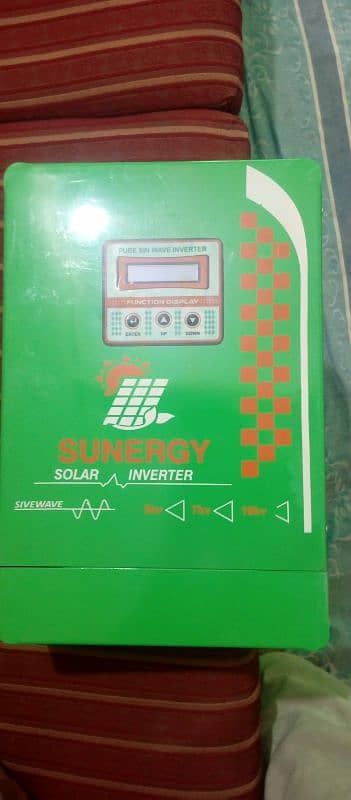 PURE SIN WAVE INVERTER
FUNCTION DISPLAY
ENTER UP DOWN
SUNERGY
SOLAR INVERTER
SIVEWAVE